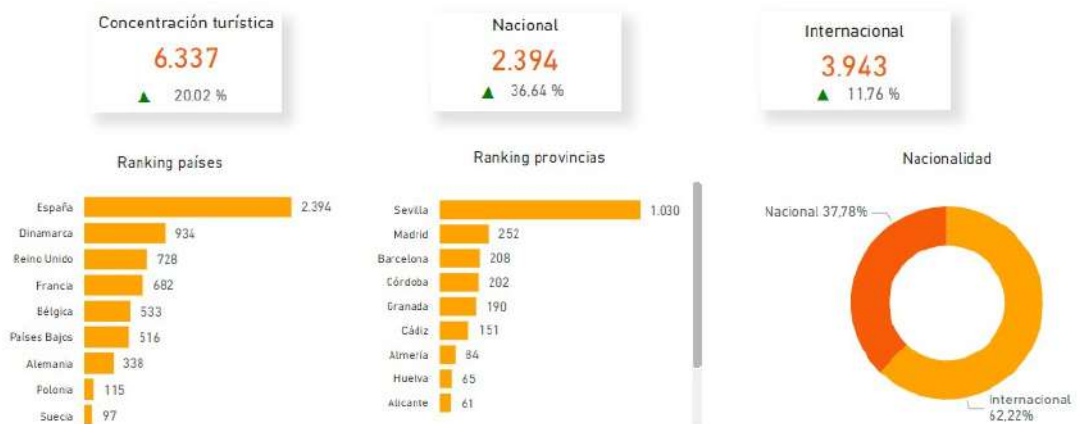 Concentración turística
6.337
▲ 20.02 %
Nacional
2.394
▲ 36,64 %
Internacional
3.943
▲ 11,76 %
Ranking países
España 2.394
Dinamarca 934
Reino Unido 728
Francia 682
Bélgica 533
Países Bajos 516
Alemania 338
Polonia 115
Suecia 97
Ranking provincias
Sevilla 1.030
Madrid 252
Barcelona 208
Córdoba 202
Granada 190
Cádiz 151
Almería 84
Huelva 65
Alicante 61
Nacionalidad
Nacional 37,78%
Internacional
62,22%